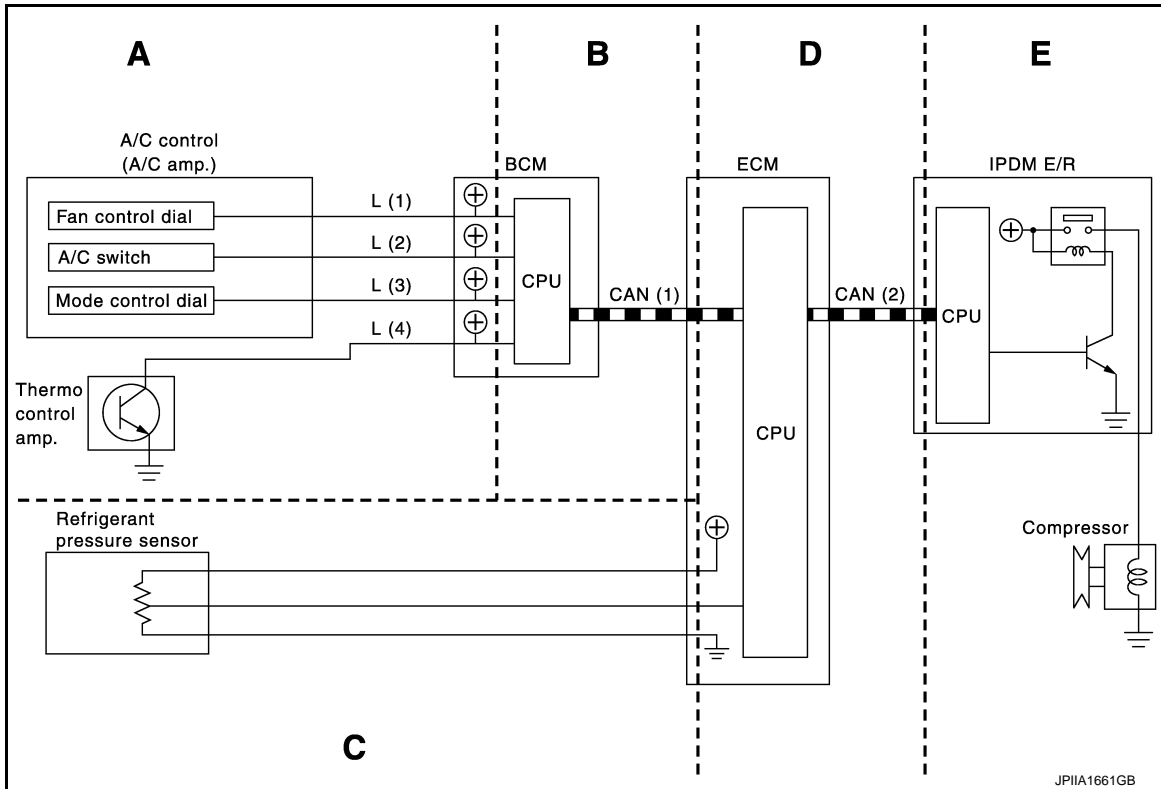 A
B
D
E
A/C control
(A/C amp.)
BCM
ECM
IPDM E/R
Fan control dial
A/C switch
Mode control dial
L (1)
L (2)
L (3)
L (4)
CPU
CAN (1)
CAN (2)
CPU
CPU
Thermo
control
amp.
Refrigerant
pressure sensor
Compressor
C
JPIIA1661GB